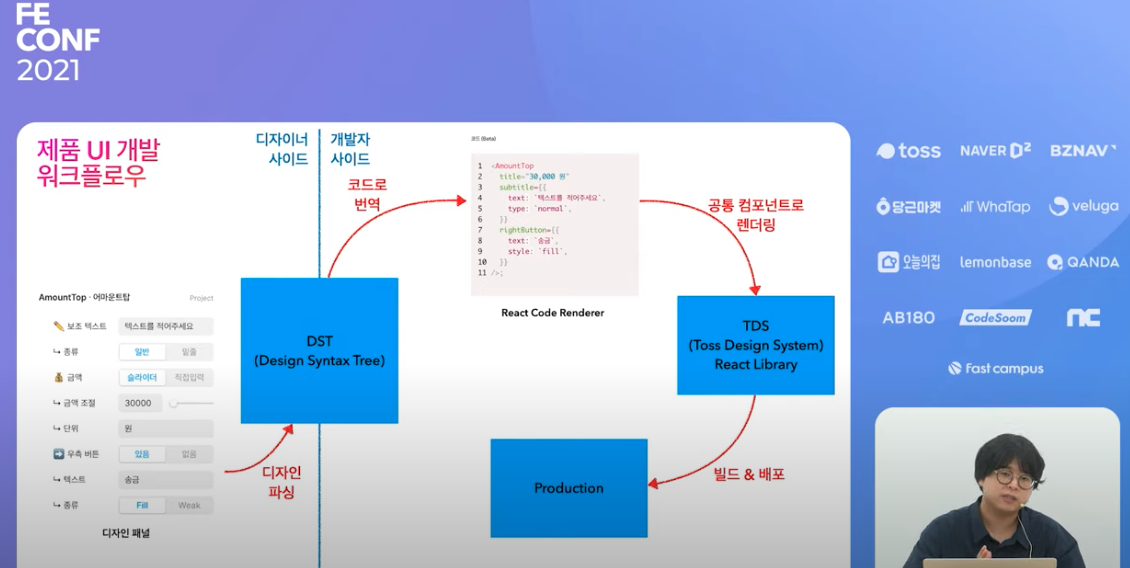 FE
CONF
2021
제품 UI 개발
워크플로우
디자이너
사이드
개발자
사이드
코드로
번역
코드 (Beta)
1 <AmountTop
2 title="30,000 원"
3 subtitle={{
4 text: `텍스트를 적어주세요`,
5 type: `normal`,
6 }}
7 rightButton={{
8 text: `송금`,
9 style: `fill`,
10 }}
11 />;
React Code Renderer
공통 컴포넌트로
렌더링
AmountTop · 어마운트탑
Project
보조 텍스트 텍스트를 적어주세요
↳ 종류 일반 밑줄
금액 슬라이더 직접입력
↳ 금액 조절 30000
↳ 단위 원
우측 버튼 있음 없음
↳ 텍스트 송금
↳ 종류 Fill Weak
디자인 패널
DST
(Design Syntax Tree)
디자인
파싱
TDS
(Toss Design System)
React Library
빌드 & 배포
Production
toss NAVER D2 BZNAV
당근마켓 WhaTap veluga
오늘의집 lemonbase QANDA
AB180 CodeSoom nc
Fast campus